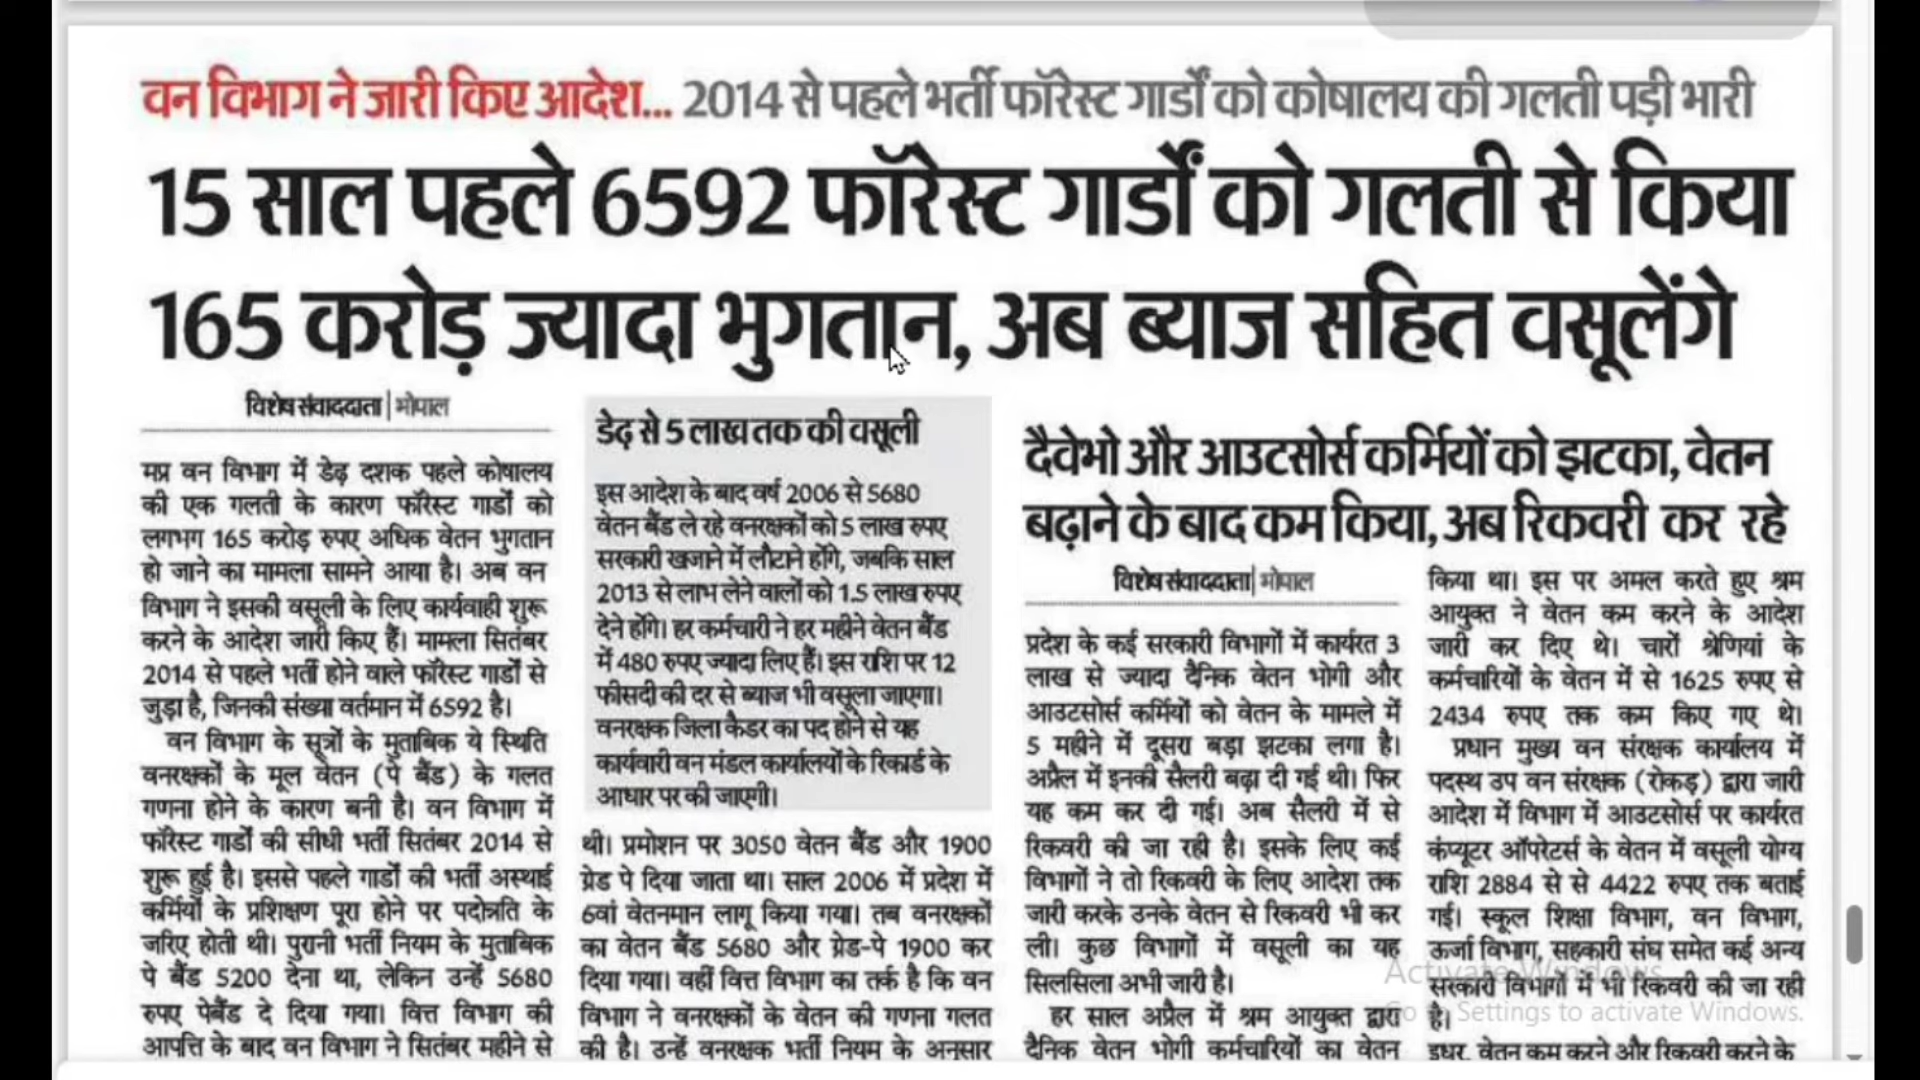 वन विभाग ने जारी किए आदेश... 2014 से पहले भर्ती फॉरेस्ट गार्डों को कोषालय की गलती पड़ी भारी
15 साल पहले 6592 फॉरेस्ट गार्डों को गलती से किया
165 करोड़ ज्यादा भुगतान, अब ब्याज सहित वसूलेंगे
विशेष संवाददाता | भोपाल
मप्र वन विभाग में डेढ़ दशक पहले कोषालय
की एक गलती के कारण फॉरेस्ट गार्डों को
लगभग 165 करोड़ रुपए अधिक वेतन भुगतान
हो जाने का मामला सामने आया है। अब वन
विभाग ने इसकी वसूली के लिए कार्यवाही शुरू
करने के आदेश जारी किए हैं। मामला सितंबर
2014 से पहले भर्ती होने वाले फॉरेस्ट गार्डों से
जुड़ा है, जिनकी संख्या वर्तमान में 6592 है।
वन विभाग के सूत्रों के मुताबिक ये स्थिति
वनरक्षकों के मूल वेतन (पे बैंड) के गलत
गणना होने के कारण बनी है। वन विभाग में
फॉरेस्ट गार्डों की सीधी भर्ती सितंबर 2014 से
शुरू हुई है। इससे पहले गार्डों की भर्ती अस्थाई
कर्मियों के प्रशिक्षण पूरा होने पर पदोन्नति के
जरिए होती थी। पुरानी भर्ती नियम के मुताबिक
पे बैंड 5200 देना था, लेकिन उन्हें 5680
रुपए पेबैंड दे दिया गया। वित्त विभाग की
आपत्ति के बाद वन विभाग ने सितंबर महीने से
डेढ़ से 5 लाख तक की वसूली
इस आदेश के बाद वर्ष 2006 से 5680
वेतन बैंड ले रहे वनरक्षकों को 5 लाख रुपए
सरकारी खजाने में लौटाने होंगे, जबकि साल
2013 से लाभ लेने वालों को 1.5 लाख रुपए
देने होंगे। हर कर्मचारी ने हर महीने वेतन बैंड
में 480 रुपए ज्यादा लिए हैं। इस राशि पर 12
फीसदी की दर से ब्याज भी वसूला जाएगा।
वनरक्षक जिला कैडर का पद होने से यह
कार्यवारी वन मंडल कार्यालयों के रिकार्ड के
आधार पर की जाएगी।
थी। प्रमोशन पर 3050 वेतन बैंड और 1900
ग्रेड पे दिया जाता था। साल 2006 में प्रदेश में
6वां वेतनमान लागू किया गया। तब वनरक्षकों
का वेतन बैंड 5680 और ग्रेड-पे 1900 कर
दिया गया। वहीं वित्त विभाग का तर्क है कि वन
विभाग ने वनरक्षकों के वेतन की गणना गलत
की है। उन्हें वनरक्षक भर्ती नियम के अनुसार
दैवेभो और आउटसोर्स कर्मियों को झटका, वेतन
बढ़ाने के बाद कम किया, अब रिकवरी कर रहे
विशेष संवाददाता | भोपाल
प्रदेश के कई सरकारी विभागों में कार्यरत 3
लाख से ज्यादा दैनिक वेतन भोगी और
आउटसोर्स कर्मियों को वेतन के मामले में
5 महीने में दूसरा बड़ा झटका लगा है।
अप्रैल में इनकी सैलरी बढ़ा दी गई थी। फिर
यह कम कर दी गई। अब सैलरी में से
रिकवरी की जा रही है। इसके लिए कई
विभागों ने तो रिकवरी के लिए आदेश तक
जारी करके उनके वेतन से रिकवरी भी कर
ली। कुछ विभागों में वसूली का यह
सिलसिला अभी जारी है।
हर साल अप्रैल में श्रम आयुक्त द्वारा
दैनिक वेतन भोगी कर्मचारियों का वेतन
किया था। इस पर अमल करते हुए श्रम
आयुक्त ने वेतन कम करने के आदेश
जारी कर दिए थे। चारों श्रेणियां के
कर्मचारियों के वेतन में से 1625 रुपए से
2434 रुपए तक कम किए गए थे।
प्रधान मुख्य वन संरक्षक कार्यालय में
पदस्थ उप वन संरक्षक (रोकड़) द्वारा जारी
आदेश में विभाग में आउटसोर्स पर कार्यरत
कंप्यूटर ऑपरेटर्स के वेतन में वसूली योग्य
राशि 2884 से से 4422 रुपए तक बताई
गई। स्कूल शिक्षा विभाग, वन विभाग,
ऊर्जा विभाग, सहकारी संघ समेत कई अन्य
सरकारी विभागों में भी रिकवरी की जा रही
है।
इधर, वेतन कम करने और रिकवरी करने के
Activate Windows
Go to Settings to activate Windows.